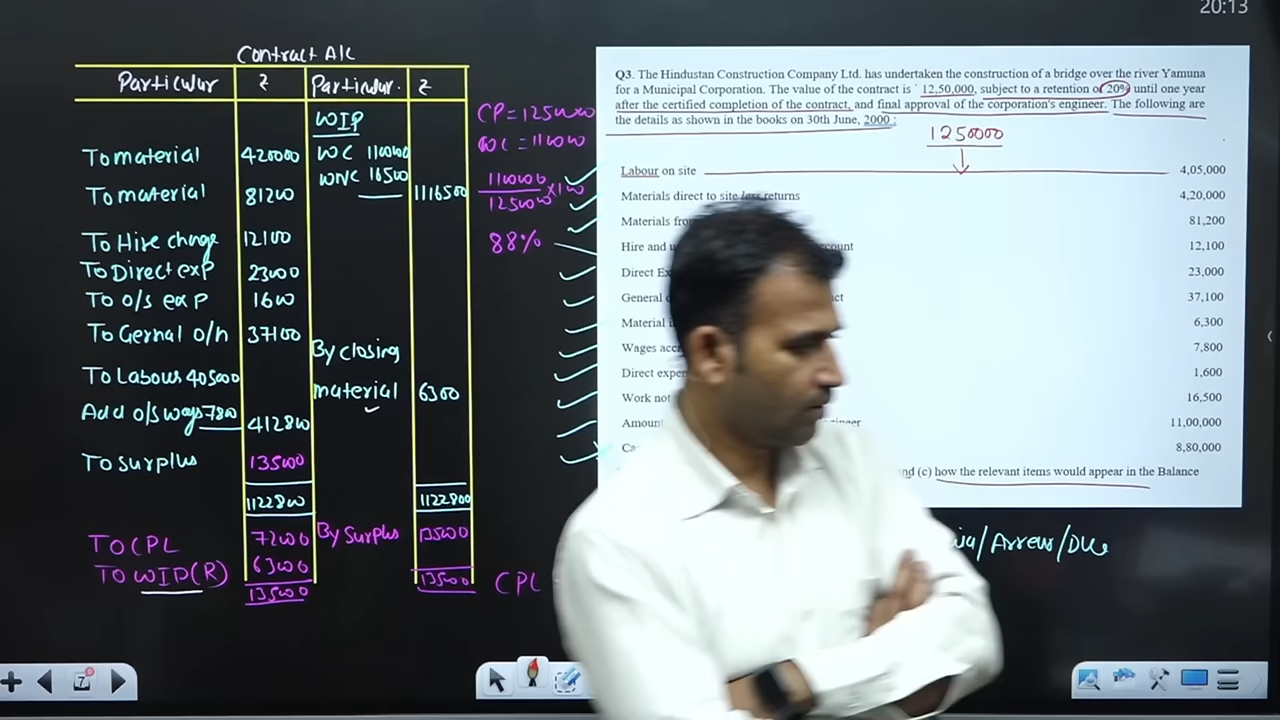 20:13
Contract A/c
Particular ₹ Particular. ₹
WIP
To material 420000 WC 1100000
WNC 16500
To material 81200 1116500
To Hire charge 12100
To Direct exp 23000
To o/s exp 1600
To Gernal o/h 37100
By closing
To Labour 405000
material 6300
Add o/s wages 7800
412800
To Surplus 135000
1122800 1122800
To CPL 72000 By Surplus 135000
To WIP(R) 63000
135000 135000
CP = 1250000
WC = 1100000
1100000
1250000 × 100
88%
CPL
Q3. The Hindustan Construction Company Ltd. has undertaken the construction of a bridge over the river Yamuna
for a Municipal Corporation. The value of the contract is ` 12,50,000, subject to a retention of 20% until one year
after the certified completion of the contract, and final approval of the corporation's engineer. The following are
the details as shown in the books on 30th June, 2000 :
1250000
Labour on site 4,05,000
Materials direct to site less returns 4,20,000
Materials 81,200
Hire and count 12,100
Direct 23,000
General 37,100
Material 6,300
Wages 7,800
Direct 1,600
Work not 16,500
11,00,000
8,80,000
and (c) how the relevant items would appear in the Balance
/Arrear/Due
7